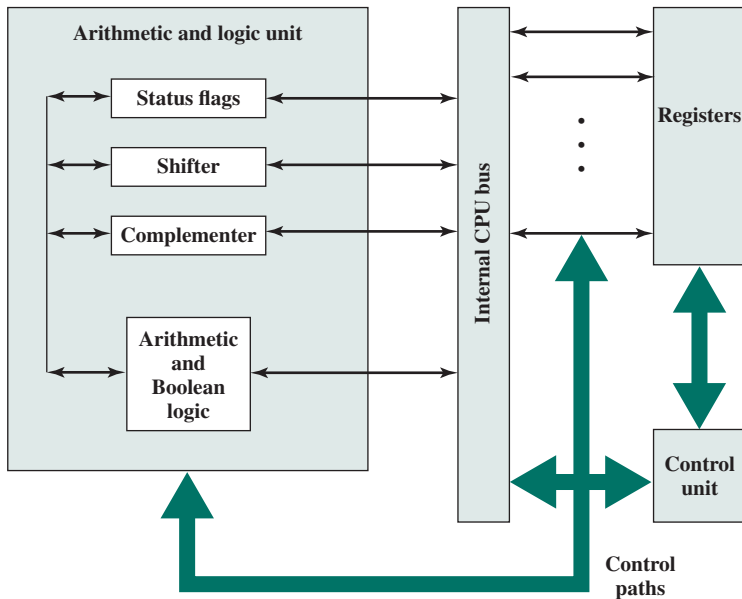 Arithmetic and logic unit
Status flags
Shifter
Complementer
Arithmetic
and
Boolean
logic
Internal CPU bus
Registers
Control
unit
Control
paths